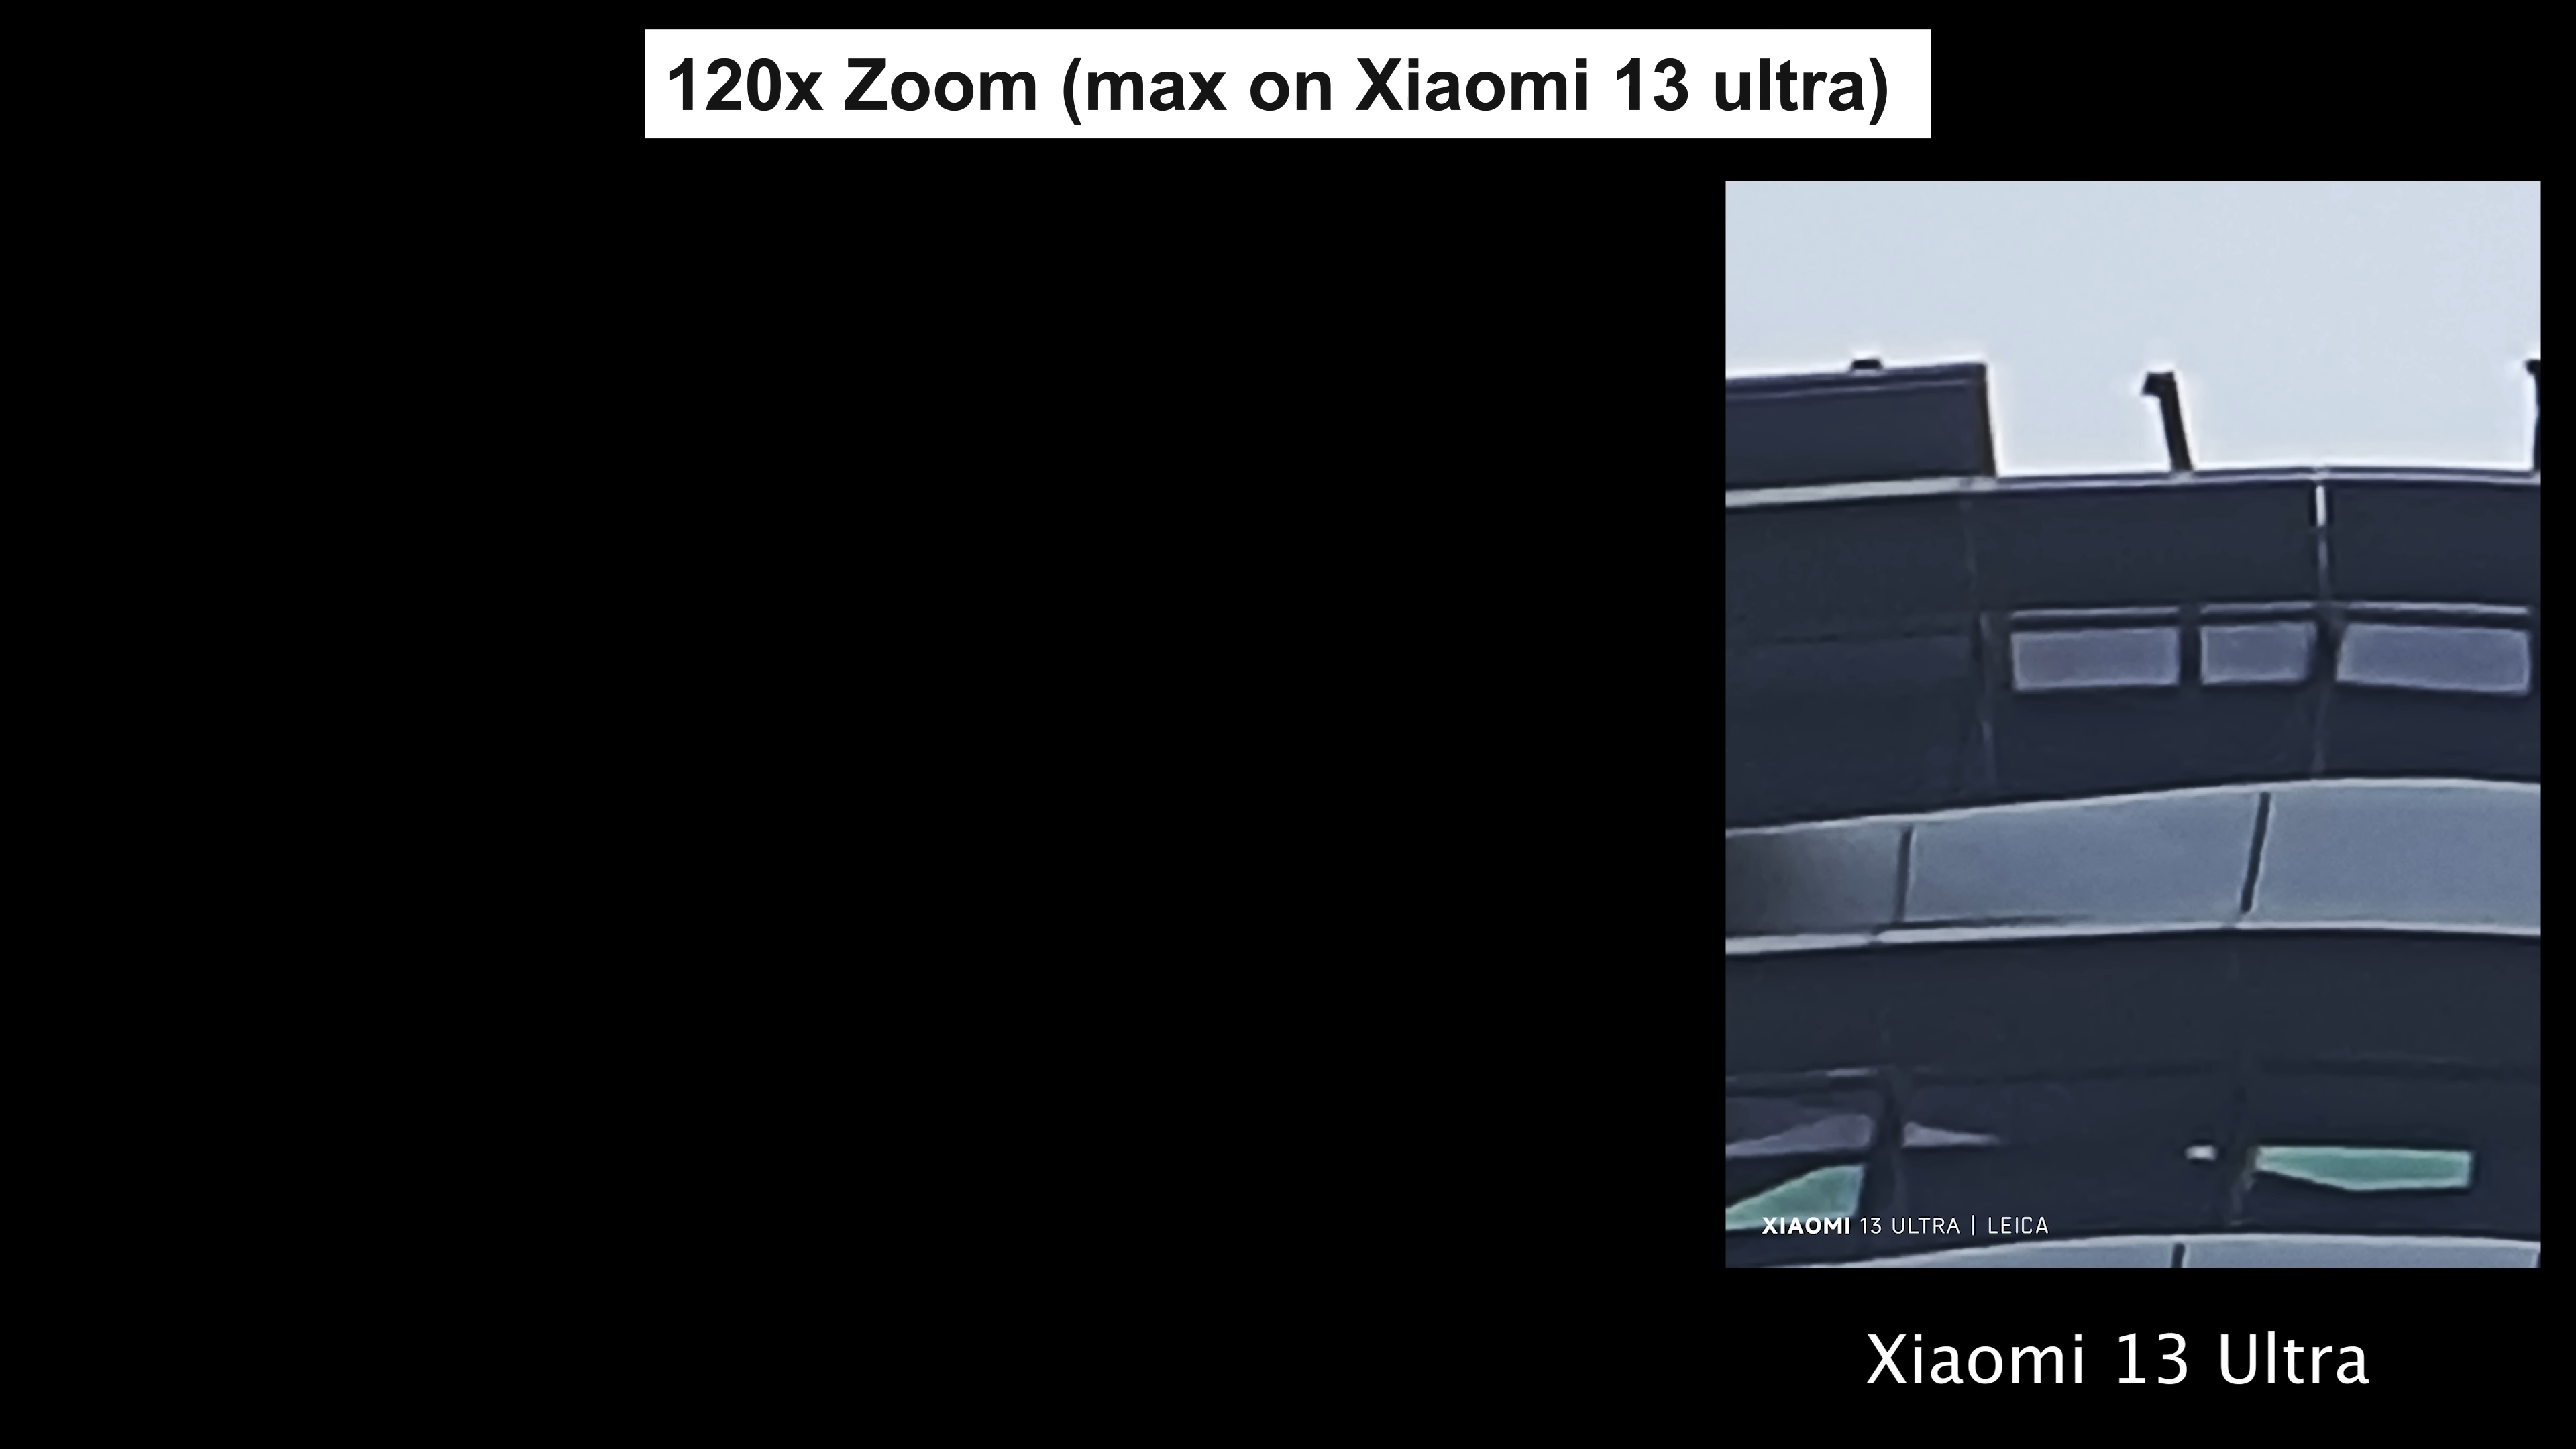 120x Zoom (max on Xiaomi 13 ultra)
XIAOMI 13 ULTRA | LEICA
Xiaomi 13 Ultra